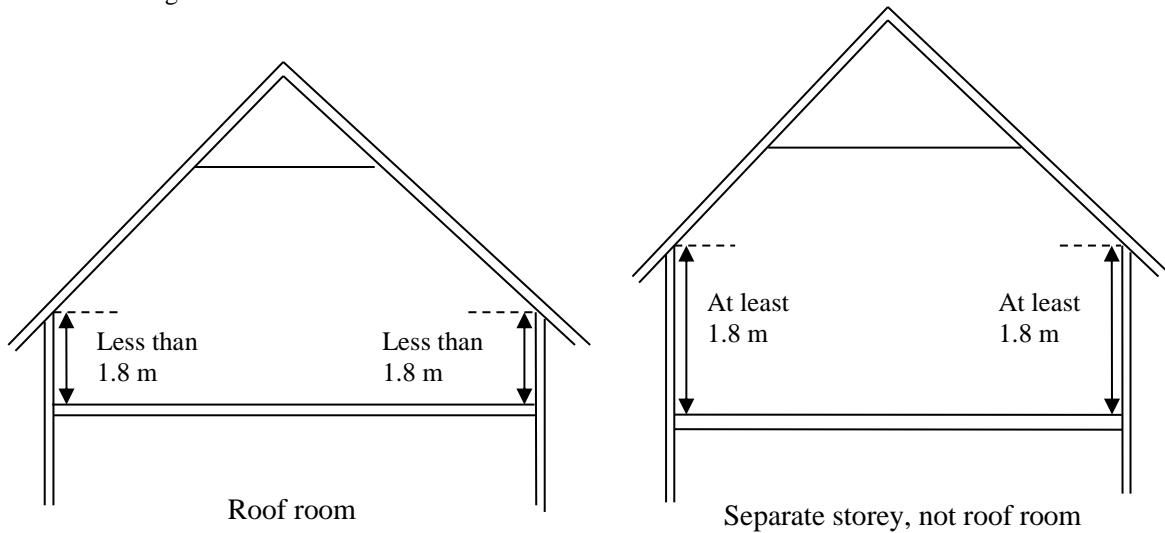 Less than
1.8 m
Less than
1.8 m
Roof room
At least
1.8 m
At least
1.8 m
Separate storey, not roof room